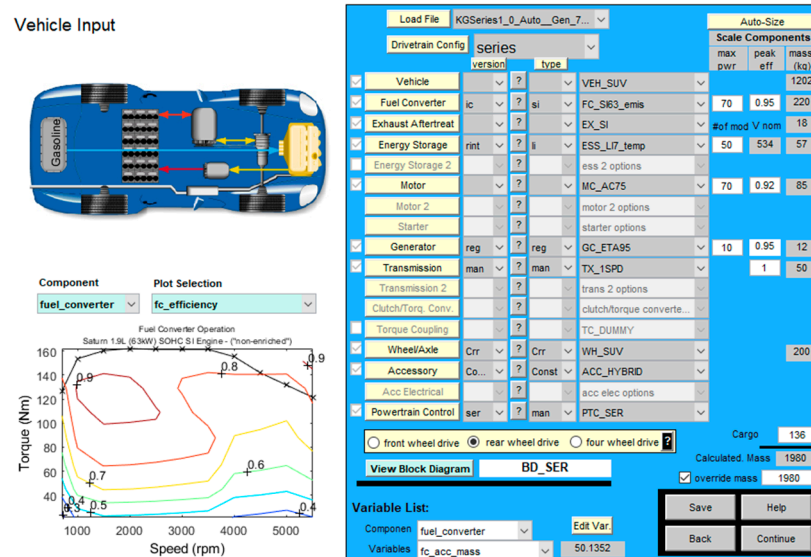 Vehicle Input
Gasoline
Component Plot Selection
fuel_converter fc_efficiency
Fuel Converter Operation
Saturn 1.9L (63kW) SOHC SI Engine - ("non-enriched")
Torque (Nm)
160
140
120
100
80
60
40
0.9 0.8 0.9
0.7 0.6
0.3 0.4 0.5 0.4
1000 2000 3000 4000 5000
Speed (rpm)
Load File KGSeries1_0_Auto__Gen_7... Auto-Size
Drivetrain Config series Scale Components
version type max pwr peak eff mass (kg)
Vehicle ? VEH_SUV 1202
Fuel Converter ic ? si FC_SI63_emis 70 0.95 220
Exhaust Aftertreat ? EX_SI #of mod V nom 18
Energy Storage rint ? li ESS_LI7_temp 50 534 57
Energy Storage 2 ? ess 2 options
Motor ? MC_AC75 70 0.92 85
Motor 2 ? motor 2 options
Starter ? starter options
Generator reg ? reg GC_ETA95 10 0.95 12
Transmission man ? man TX_1SPD 1 50
Transmission 2 ? trans 2 options
Clutch/Torq. Conv. ? clutch/torque converte...
Torque Coupling ? TC_DUMMY
Wheel/Axle Crr ? Crr WH_SUV 200
Accessory Co... ? Const ACC_HYBRID
Acc Electrical ? acc elec options
Powertrain Control ser ? man PTC_SER
front wheel drive rear wheel drive four wheel drive ?
Cargo 136
Calculated. Mass 1980
View Block Diagram BD_SER override mass 1980
Variable List:
Componen fuel_converter Edit Var.
Variables fc_acc_mass 50.1352
Save Help
Back Continue